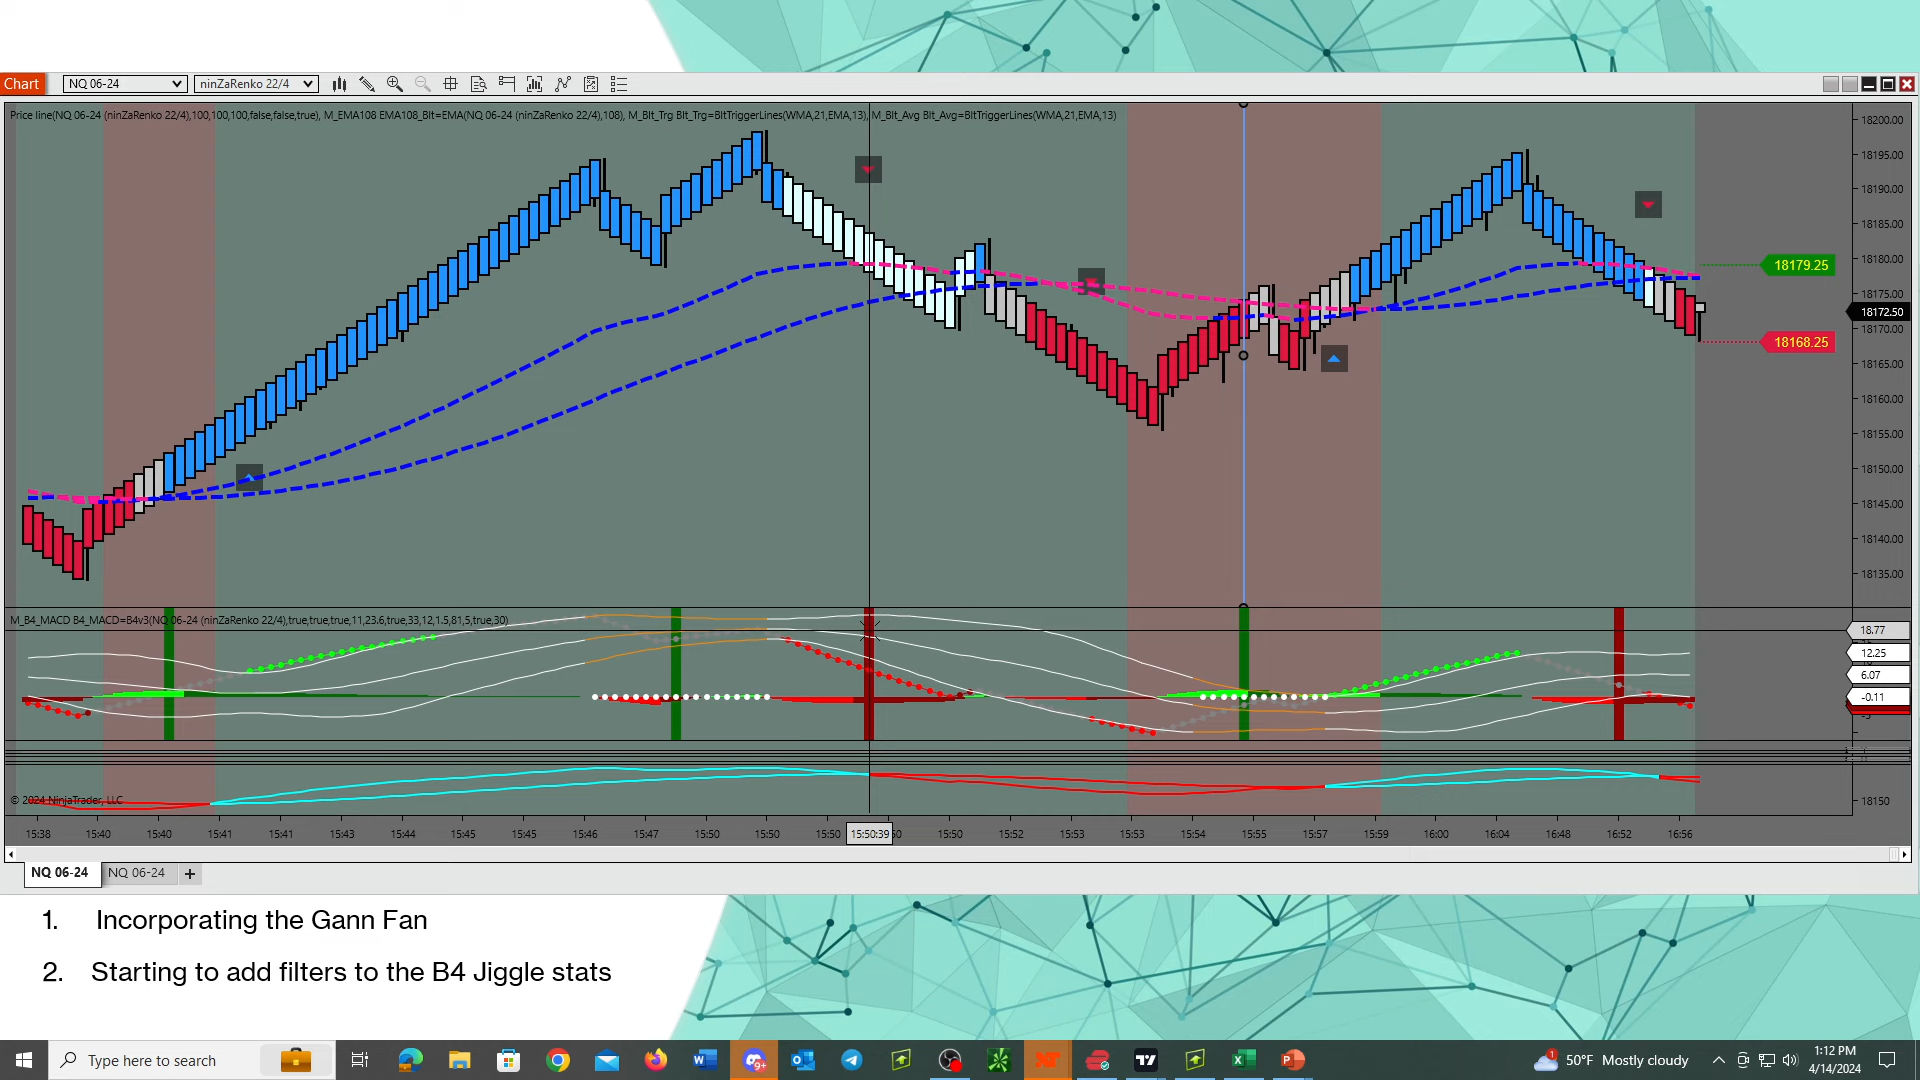 Chart NQ 06-24 ninZaRenko 22/4
Price line(NQ 06-24 (ninZaRenko 22/4),100,100,100,false,false,true), M_EMA108 EMA108_Blt=EMA(NQ 06-24 (ninZaRenko 22/4),108), M_Blt_Trg Blt_Trg=BltTriggerLines(WMA,21,EMA,13), M_Blt_Avg Blt_Avg=BltTriggerLines(WMA,21,EMA,13)
18200.00
18195.00
18190.00
18185.00
18180.00
18179.25
18175.00
18172.50
18170.00
18168.25
18165.00
18160.00
18155.00
18150.00
18145.00
18140.00
18135.00
M_B4_MACD B4_MACD=B4v3(NQ 06-24 (ninZaRenko 22/4),true,true,true,11,23.6,true,33,12,1.5,81,5,true,30)
18.77
12.25
6.07
-0.11
© 2024 NinjaTrader, LLC
18150
15:38 15:40 15:40 15:41 15:41 15:43 15:44 15:45 15:45 15:46 15:47 15:50 15:50 15:50 15:50:39 15:50 15:52 15:53 15:53 15:54 15:55 15:57 15:59 16:00 16:04 16:48 16:52 16:56
NQ 06-24 NQ 06-24 +
1. Incorporating the Gann Fan
2. Starting to add filters to the B4 Jiggle stats
Type here to search
9+
1
50°F Mostly cloudy
1:12 PM
4/14/2024